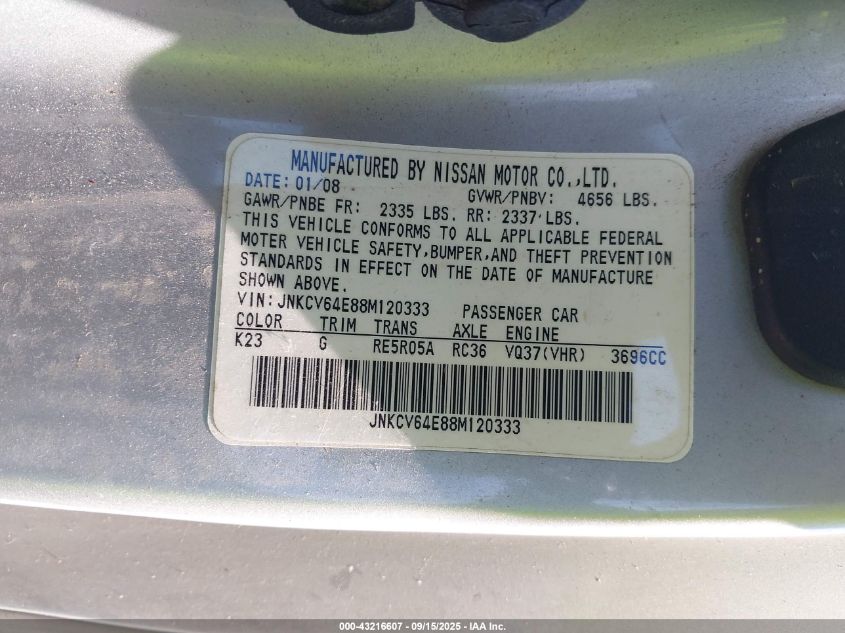 MANUFACTURED BY NISSAN MOTOR CO.,LTD.
DATE: 01/08 GVWR/PNBV: 4656 LBS.
GAWR/PNBE FR: 2335 LBS. RR: 2337 LBS.
THIS VEHICLE CONFORMS TO ALL APPLICABLE FEDERAL
MOTER VEHICLE SAFETY,BUMPER,AND THEFT PREVENTION
STANDARDS IN EFFECT ON THE DATE OF MANUFACTURE
SHOWN ABOVE.
VIN: JNKCV64E88M120333 PASSENGER CAR
COLOR TRIM TRANS AXLE ENGINE
K23 G RE5R05A RC36 VQ37(VHR) 3696CC
JNKCV64E88M120333
000-43216607 - 09/15/2025 - IAA Inc.